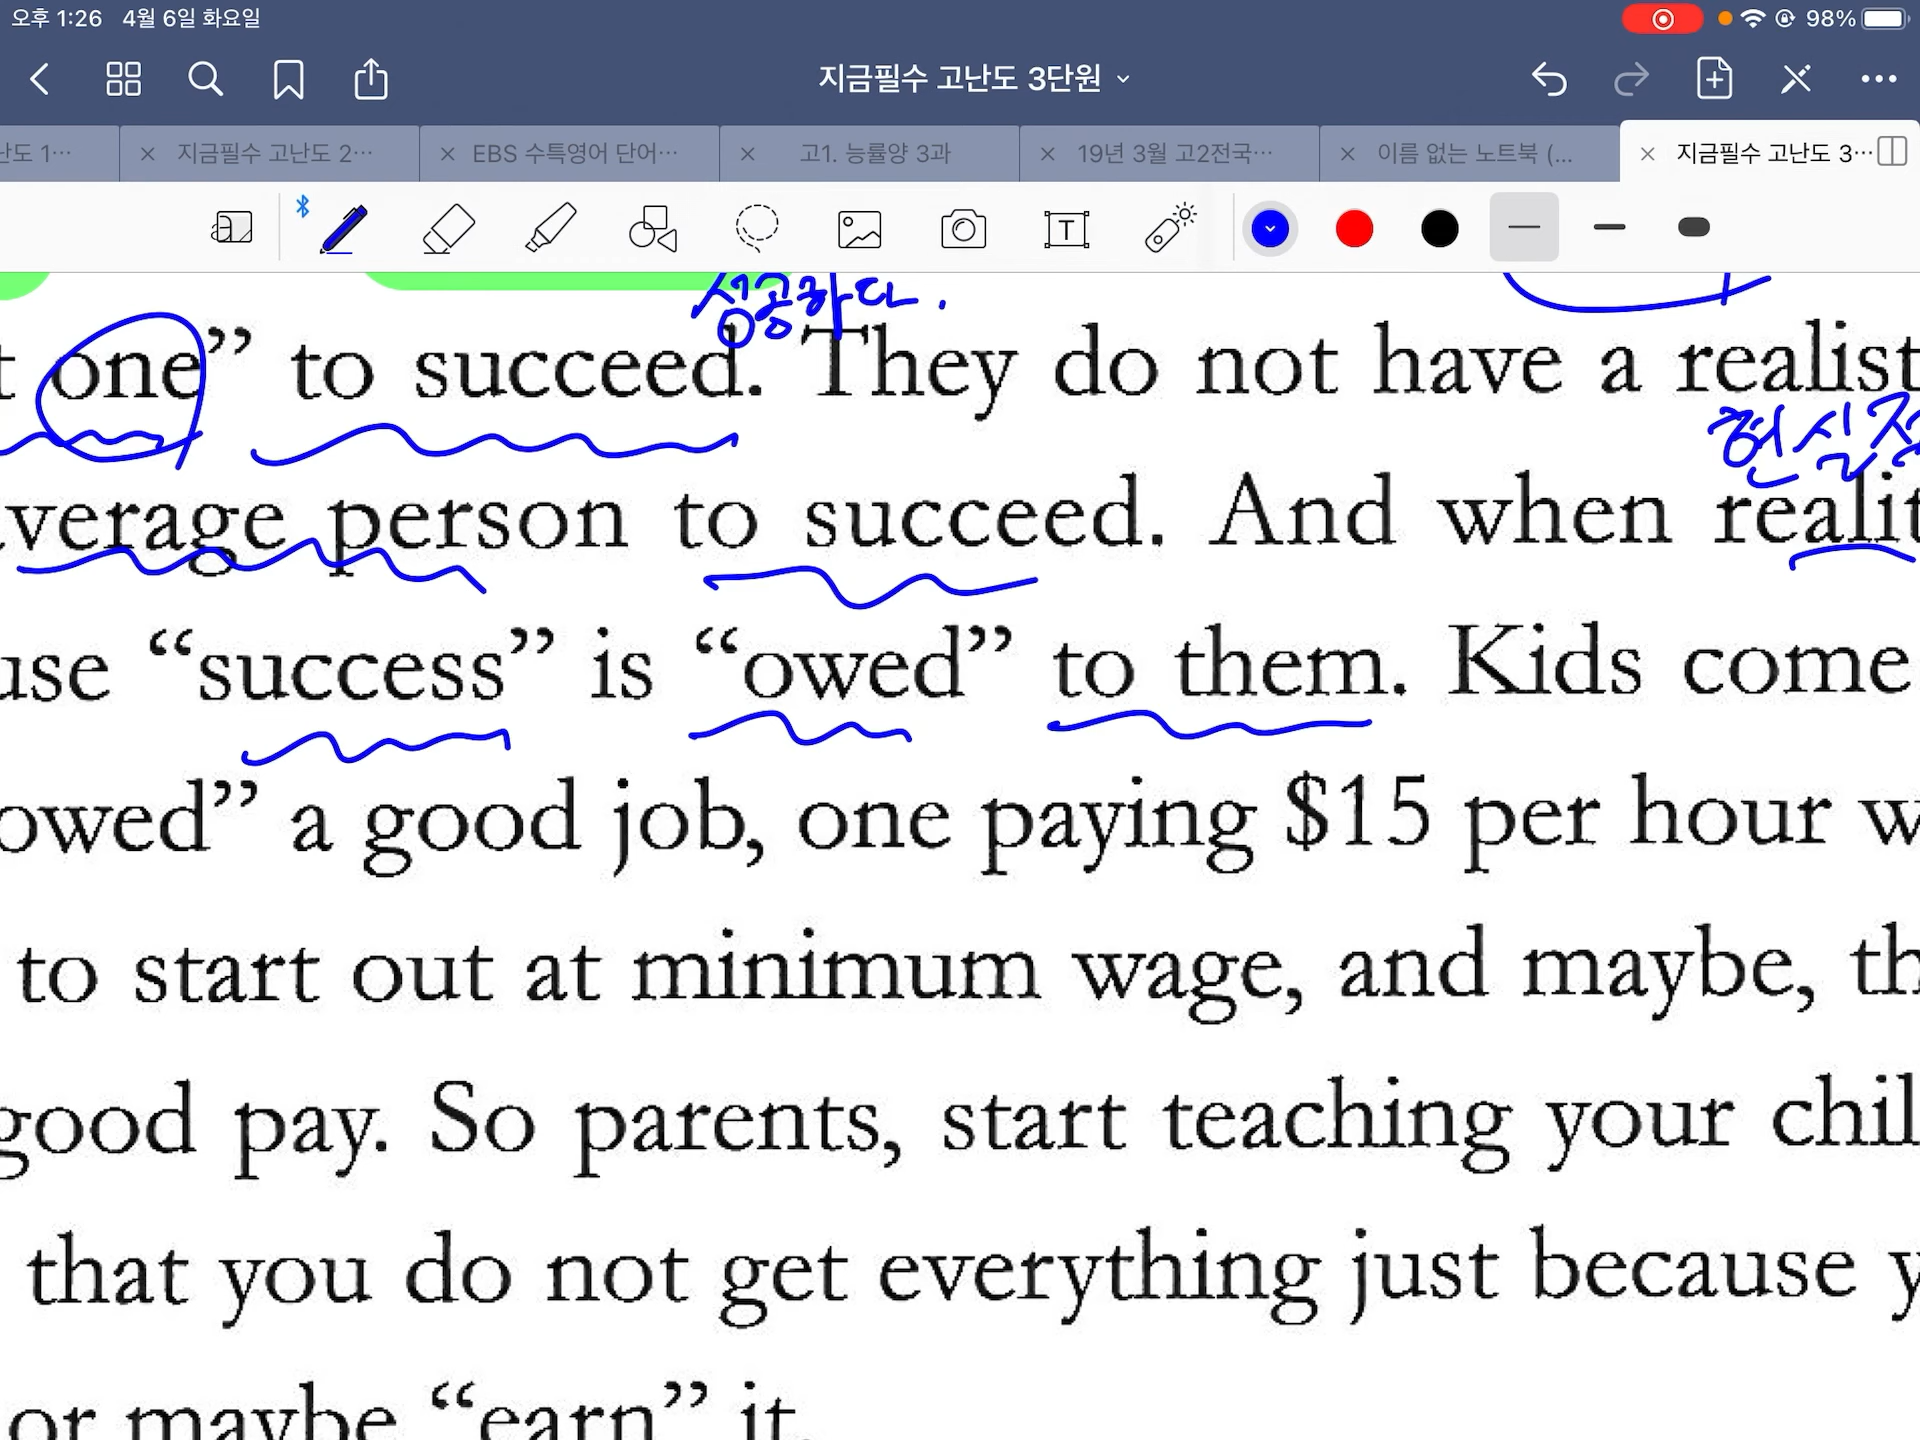 오후 1:26 4월 6일 화요일 98%
지금필수 고난도 3단원
난도 1… 지금필수 고난도 2… EBS 수특영어 단어… 고1. 능률양 3과 19년 3월 고2전국… 이름 없는 노트북 (... 지금필수 고난도 3…
성공하다.
one” to succeed. They do not have a realist
현실적
verage person to succeed. And when realit
use “success” is “owed” to them. Kids come
owed” a good job, one paying $15 per hour w
to start out at minimum wage, and maybe, th
good pay. So parents, start teaching your chil
that you do not get everything just because y
or maybe “earn” it.